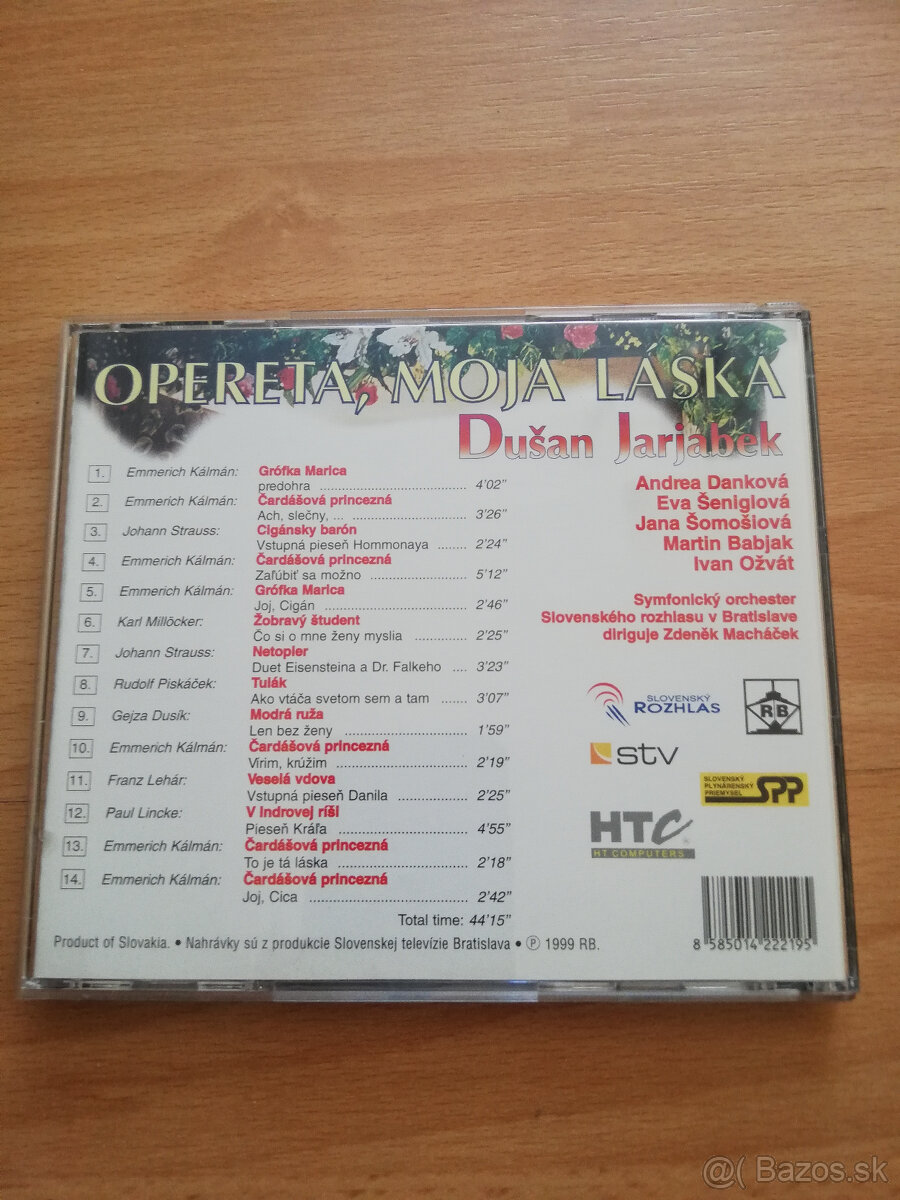 OPERETA, MOJA LÁSKA
Dušan Jarjabek
1. Emmerich Kálmán: Grófka Marica
predohra 4’02”
2. Emmerich Kálmán: Čardášová princezná
Ach, slečny, ... 3’26”
3. Johann Strauss: Cigánsky barón
Vstupná pieseň Hommonaya 2’24”
4. Emmerich Kálmán: Čardášová princezná
Zaľúbiť sa možno 5’12”
5. Emmerich Kálmán: Grófka Marica
Joj, Cigán 2’46”
6. Karl Millöcker: Žobravý študent
Čo si o mne ženy myslia 2’25”
7. Johann Strauss: Netopier
Duet Eisensteina a Dr. Falkeho 3’23”
8. Rudolf Piskáček: Tulák
Ako vtáča svetom sem a tam 3’07”
9. Gejza Dusík: Modrá ruža
Len bez ženy 1’59”
10. Emmerich Kálmán: Čardášová princezná
Vírim, krúžim 2’19”
11. Franz Lehár: Veselá vdova
Vstupná pieseň Danila 2’25”
12. Paul Lincke: V Indrovej ríši
Pieseň Kráľa 4’55”
13. Emmerich Kálmán: Čardášová princezná
To je tá láska 2’18”
14. Emmerich Kálmán: Čardášová princezná
Joj, Cica 2’42”
Total time: 44’15”
Andrea Danková
Eva Šeniglová
Jana Šomošiová
Martin Babjak
Ivan Ožvát
Symfonický orchester
Slovenského rozhlasu v Bratislave
diriguje Zdeněk Macháček
SLOVENSKÝ
ROZHLAS
RB
stv
SLOVENSKÝ
PLYNÁRENSKÝ
PRIEMYSEL
SPP
HTC
HT COMPUTERS
8 585014 222195
Product of Slovakia. • Nahrávky sú z produkcie Slovenskej televízie Bratislava • ℗ 1999 RB.
@( Bazos.sk